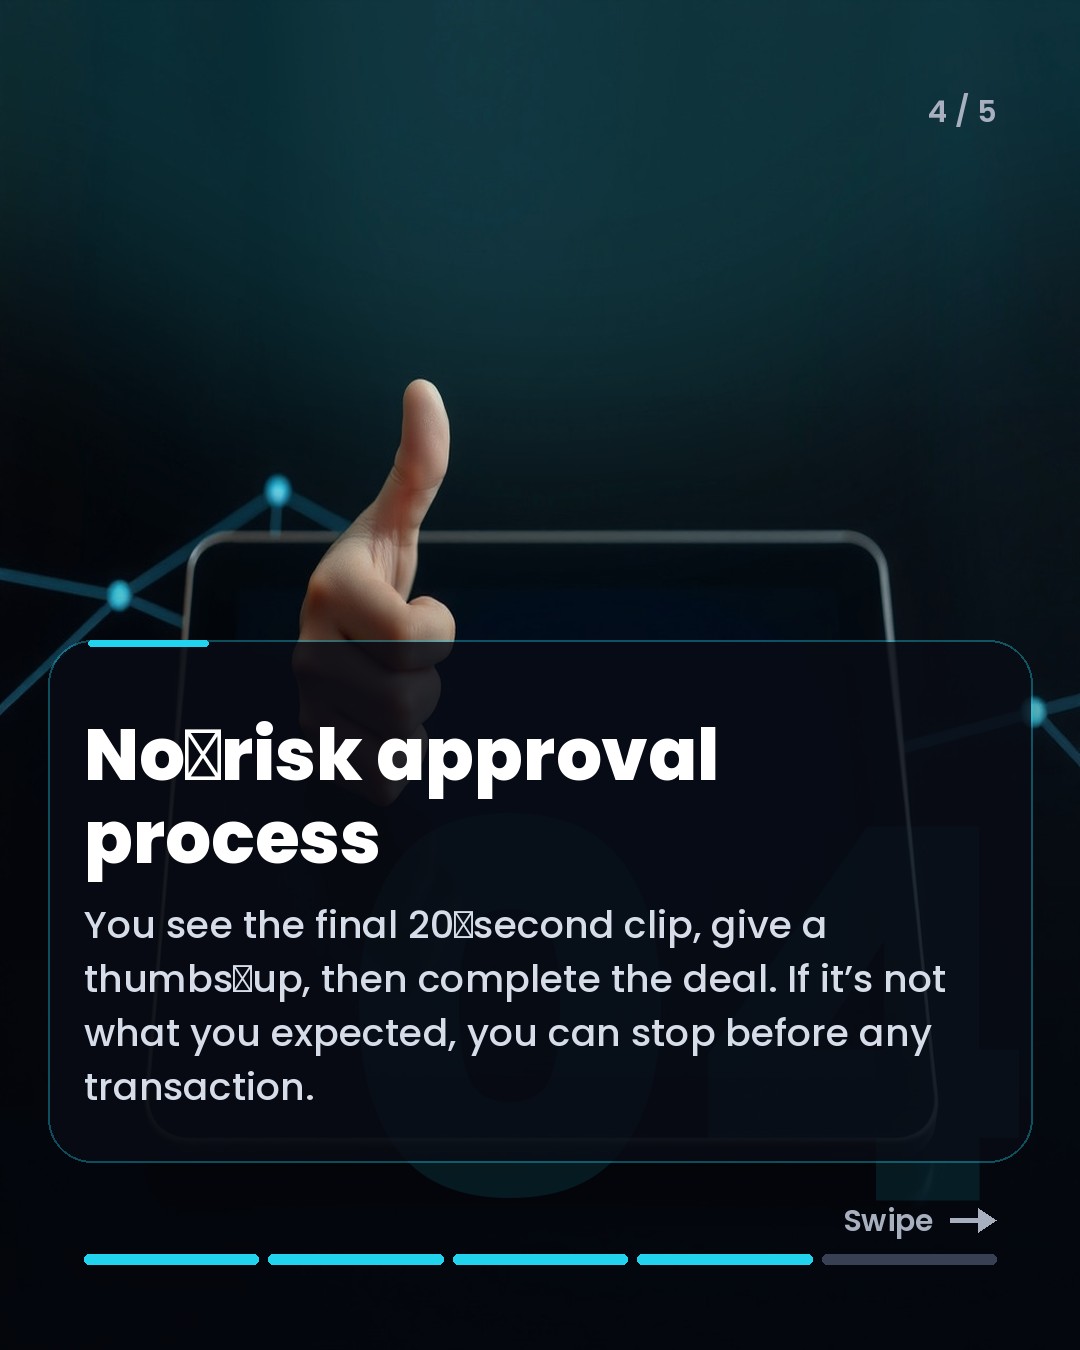 4 / 5
No☒risk approval
process
You see the final 20☒second clip, give a
thumbs☒up, then complete the deal. If it’s not
what you expected, you can stop before any
transaction.
04
Swipe